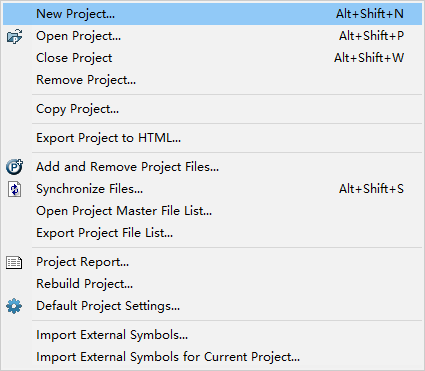 New Project... Alt+Shift+N
Open Project... Alt+Shift+P
Close Project Alt+Shift+W
Remove Project...
Copy Project...
Export Project to HTML...
Add and Remove Project Files...
Synchronize Files... Alt+Shift+S
Open Project Master File List...
Export Project File List...
Project Report...
Rebuild Project...
Default Project Settings...
Import External Symbols...
Import External Symbols for Current Project...